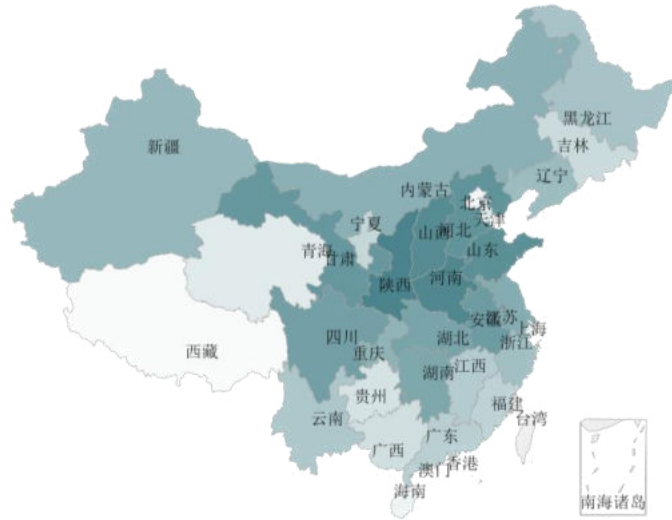 黑龙江
吉林
新疆
辽宁
内蒙古
北京
天津
宁夏
山西
河北
青海
甘肃
山东
陕西
河南
安徽
江苏
上海
四川
湖北
浙江
重庆
西藏
湖南
江西
贵州
福建
云南
台湾
广东
广西
香港
澳门
海南
南海诸岛